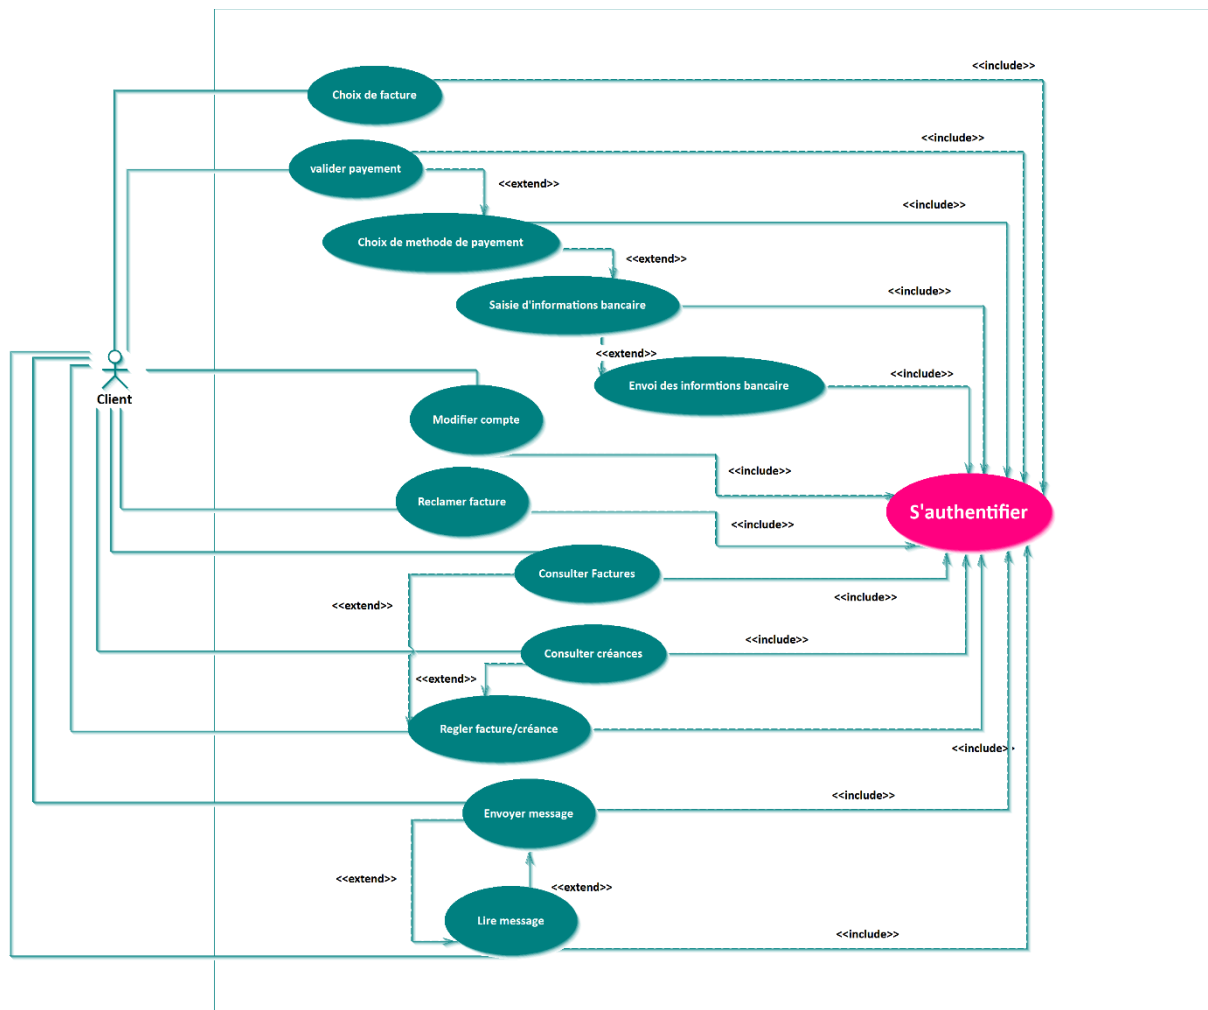 <<include>>
Choix de facture
<<include>>
valider payement
<<extend>>
<<include>>
Choix de methode de payement
<<extend>>
<<include>>
Saisie d'informations bancaire
<<extend>>
<<include>>
Envoi des informtions bancaire
Client
Modifier compte
<<include>>
Reclamer facture
S'authentifier
<<include>>
Consulter Factures
<<include>>
<<extend>>
<<include>>
Consulter créances
<<extend>>
Regler facture/créance
<<include>>
<<include>>
Envoyer message
<<extend>>
<<extend>>
Lire message
<<include>>